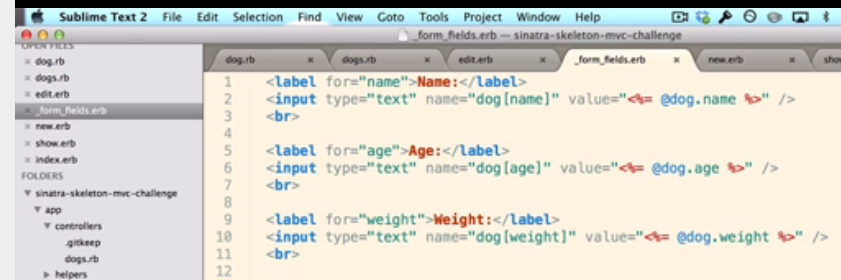 Sublime Text 2 File Edit Selection Find View Goto Tools Project Window Help
_form_fields.erb — sinatra-skeleton-mvc-challenge
OPEN FILES
dog.rb
dogs.rb
edit.erb
_form_fields.erb
new.erb
show.erb
index.erb
FOLDERS
sinatra-skeleton-mvc-challenge
app
controllers
.gitkeep
dogs.rb
helpers
dog.rb × dogs.rb × edit.erb × _form_fields.erb × new.erb × show
1 <label for="name">Name:</label>
2 <input type="text" name="dog[name]" value="<%= @dog.name %>" />
3 <br>
4
5 <label for="age">Age:</label>
6 <input type="text" name="dog[age]" value="<%= @dog.age %>" />
7 <br>
8
9 <label for="weight">Weight:</label>
10 <input type="text" name="dog[weight]" value="<%= @dog.weight %>" />
11 <br>
12